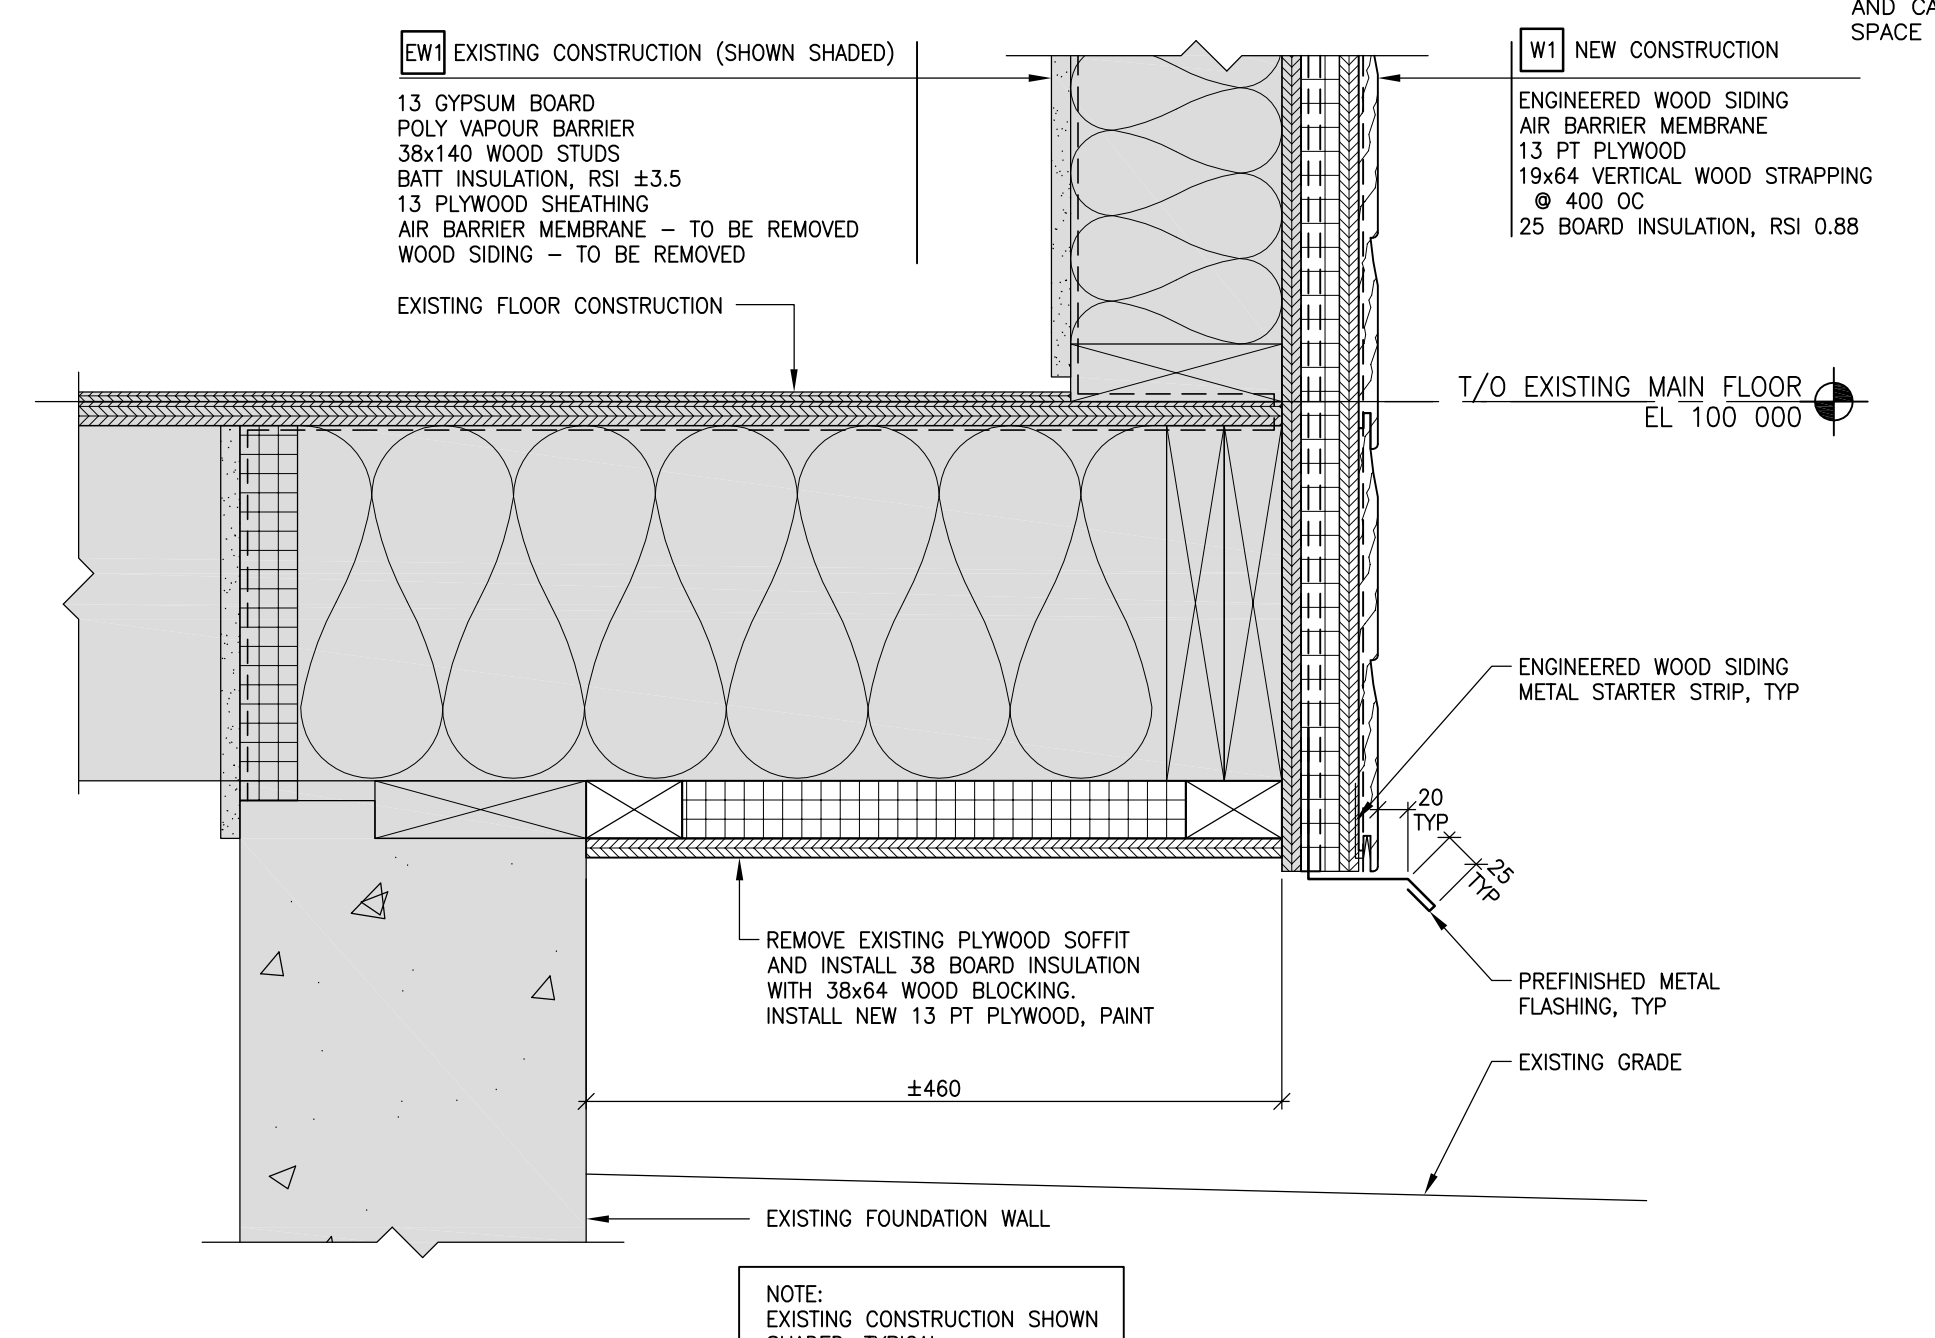 AND CA
SPACE
EW1 EXISTING CONSTRUCTION (SHOWN SHADED)
13 GYPSUM BOARD
POLY VAPOUR BARRIER
38x140 WOOD STUDS
BATT INSULATION, RSI ±3.5
13 PLYWOOD SHEATHING
AIR BARRIER MEMBRANE – TO BE REMOVED
WOOD SIDING – TO BE REMOVED
EXISTING FLOOR CONSTRUCTION
W1 NEW CONSTRUCTION
ENGINEERED WOOD SIDING
AIR BARRIER MEMBRANE
13 PT PLYWOOD
19x64 VERTICAL WOOD STRAPPING
@ 400 OC
25 BOARD INSULATION, RSI 0.88
T/O EXISTING MAIN FLOOR
EL 100 000
ENGINEERED WOOD SIDING
METAL STARTER STRIP, TYP
20
TYP
25
TYP
REMOVE EXISTING PLYWOOD SOFFIT
AND INSTALL 38 BOARD INSULATION
WITH 38x64 WOOD BLOCKING.
INSTALL NEW 13 PT PLYWOOD, PAINT
PREFINISHED METAL
FLASHING, TYP
EXISTING GRADE
±460
EXISTING FOUNDATION WALL
NOTE:
EXISTING CONSTRUCTION SHOWN
SHADED, TYPICAL